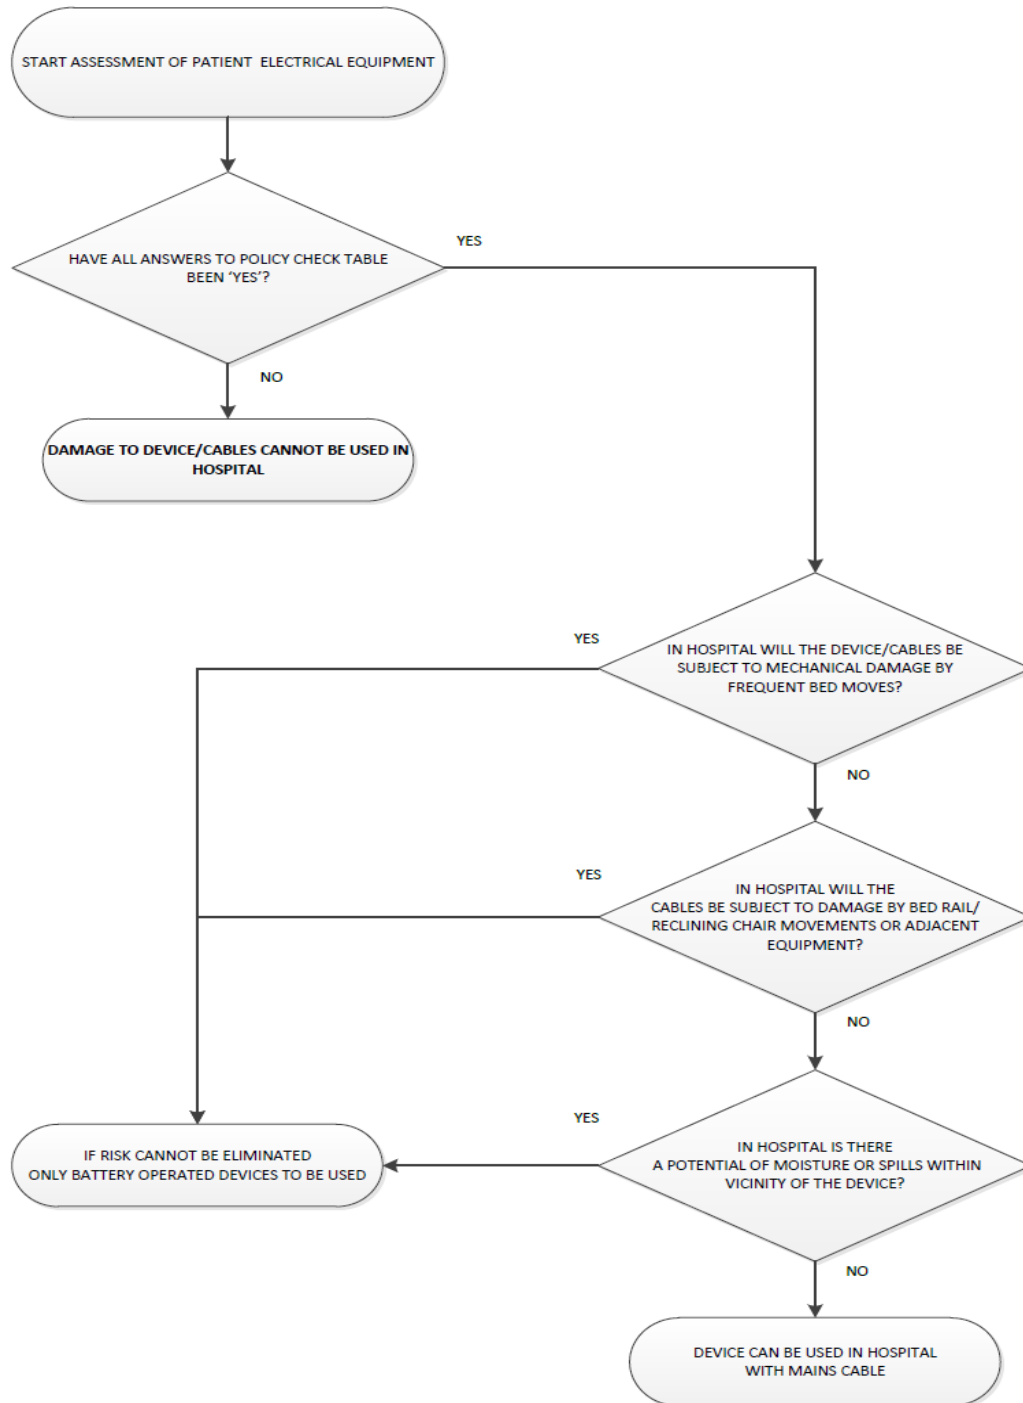 START ASSESSMENT OF PATIENT ELECTRICAL EQUIPMENT
YES
HAVE ALL ANSWERS TO POLICY CHECK TABLE
BEEN ‘YES’?
NO
DAMAGE TO DEVICE/CABLES CANNOT BE USED IN
HOSPITAL
YES
IN HOSPITAL WILL THE DEVICE/CABLES BE
SUBJECT TO MECHANICAL DAMAGE BY
FREQUENT BED MOVES?
NO
YES
IN HOSPITAL WILL THE
CABLES BE SUBJECT TO DAMAGE BY BED RAIL/
RECLINING CHAIR MOVEMENTS OR ADJACENT
EQUIPMENT?
NO
YES
IN HOSPITAL IS THERE
A POTENTIAL OF MOISTURE OR SPILLS WITHIN
VICINITY OF THE DEVICE?
IF RISK CANNOT BE ELIMINATED
ONLY BATTERY OPERATED DEVICES TO BE USED
NO
DEVICE CAN BE USED IN HOSPITAL
WITH MAINS CABLE